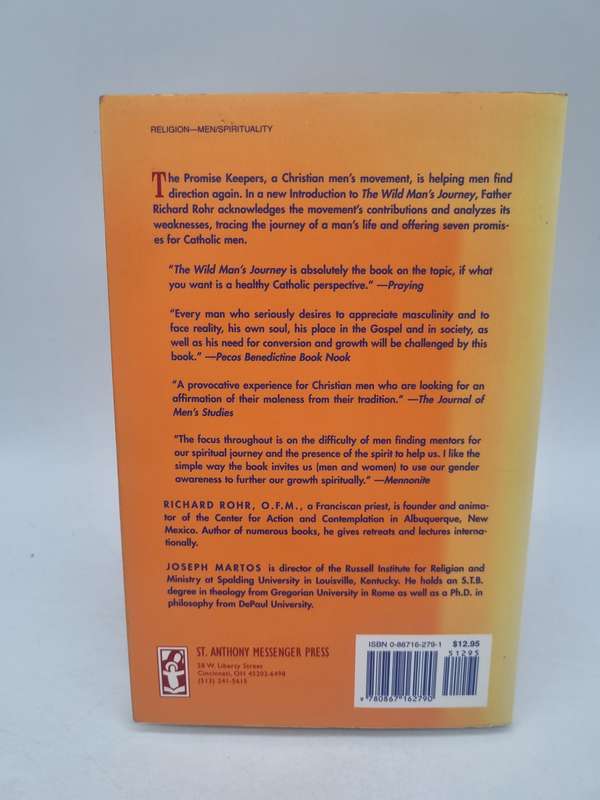 RELIGION—MEN/SPIRITUALITY
The Promise Keepers, a Christian men's movement, is helping men find
direction again. In a new Introduction to The Wild Man's Journey, Father
Richard Rohr acknowledges the movement's contributions and analyzes its
weaknesses, tracing the journey of a man's life and offering seven promis-
es for Catholic men.
"The Wild Man's Journey is absolutely the book on the topic, if what
you want is a healthy Catholic perspective." —Praying
"Every man who seriously desires to appreciate masculinity and to
face reality, his own soul, his place in the Gospel and in society, as
well as his need for conversion and growth will be challenged by this
book." —Pecos Benedictine Book Nook
"A provocative experience for Christian men who are looking for an
affirmation of their maleness from their tradition." —The Journal of
Men's Studies
"The focus throughout is on the difficulty of men finding mentors for
our spiritual journey and the presence of the spirit to help us. I like the
simple way the book invites us (men and women) to use our gender
awareness to further our growth spiritually." —Mennonite
RICHARD ROHR, O.F.M., a Franciscan priest, is founder and anima-
tor of the Center for Action and Contemplation in Albuquerque, New
Mexico. Author of numerous books, he gives retreats and lectures interna-
tionally.
JOSEPH MARTOS is director of the Russell Institute for Religion and
Ministry at Spalding University in Louisville, Kentucky. He holds an S.T.B.
degree in theology from Gregorian University in Rome as well as a Ph.D. in
philosophy from DePaul University.
ST. ANTHONY MESSENGER PRESS
28 W. Liberty Street
Cincinnati, OH 45202-6498
(513) 241-5615
ISBN 0-86716-279-1 $12.95
51295
9 780867 162790